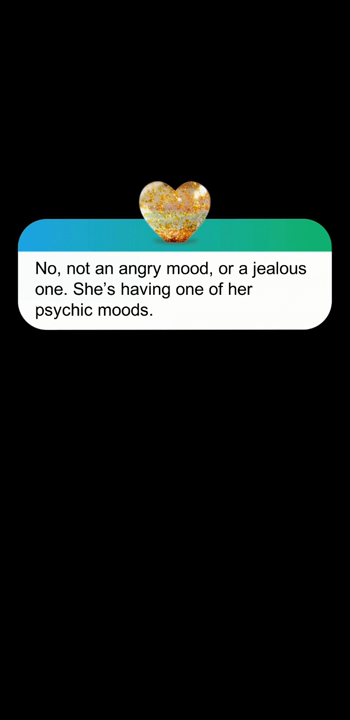 No, not an angry mood, or a jealous
one. She’s having one of her
psychic moods.